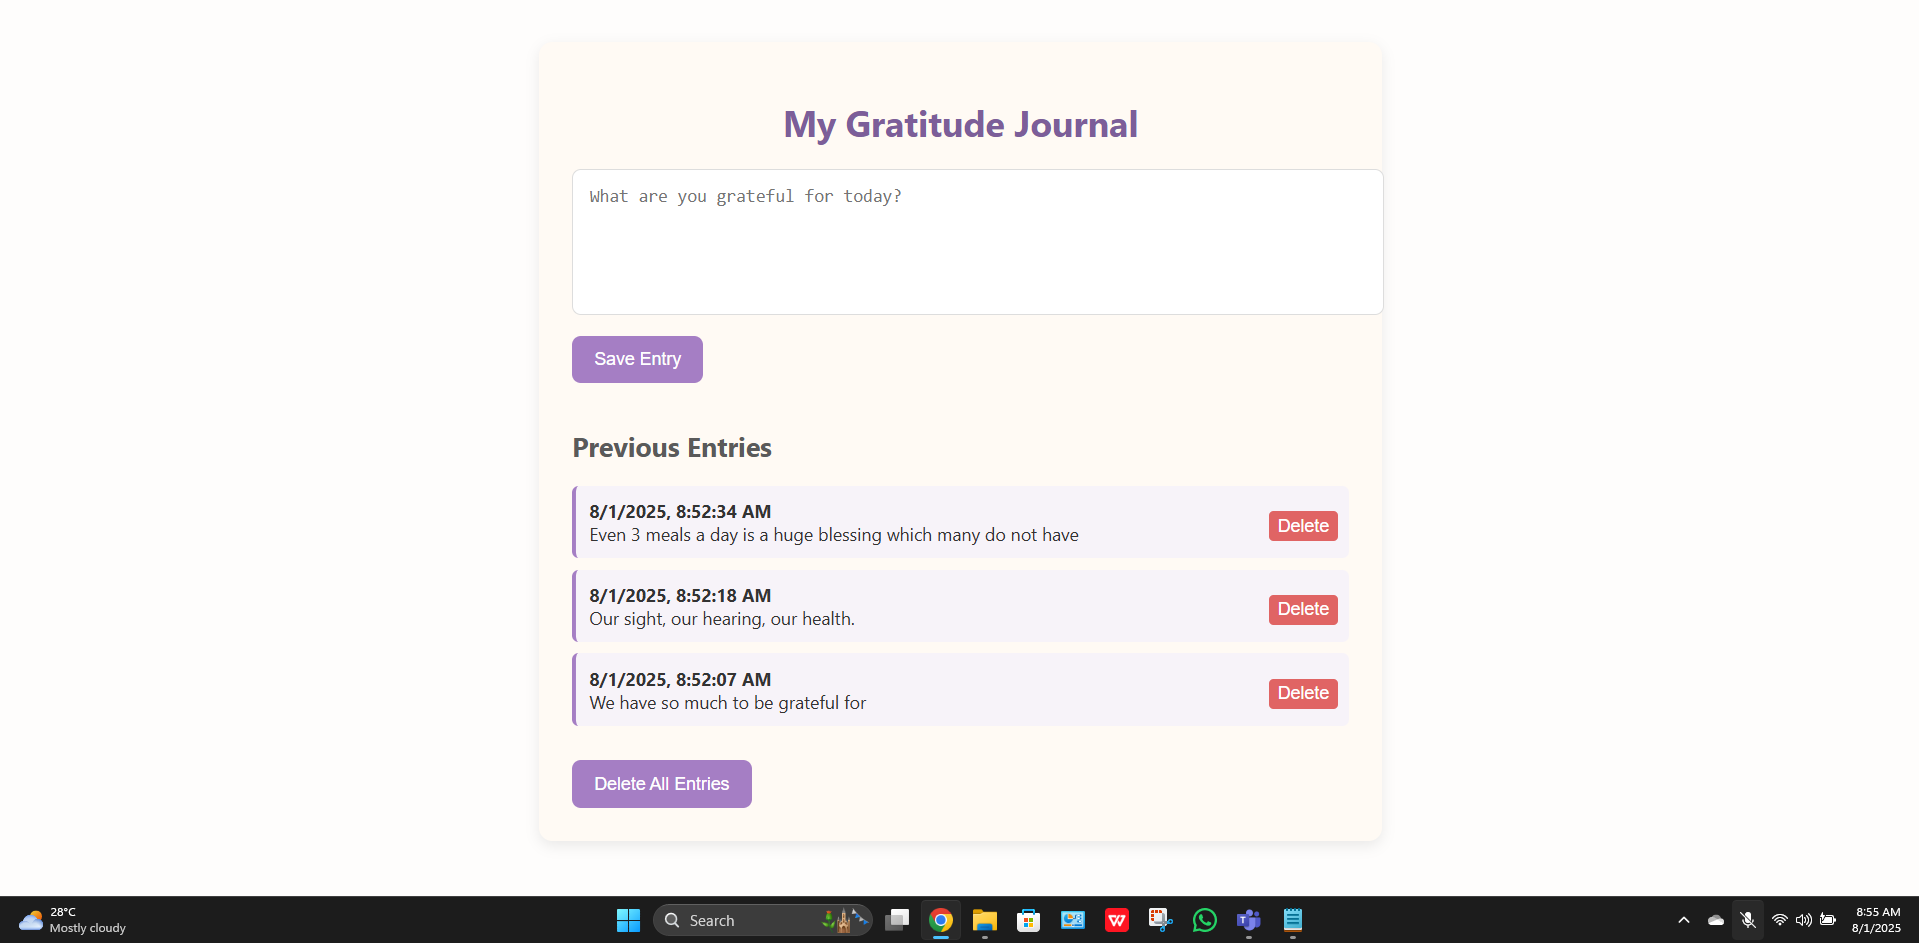 My Gratitude Journal
What are you grateful for today?
Save Entry
Previous Entries
8/1/2025, 8:52:34 AM
Even 3 meals a day is a huge blessing which many do not have
Delete
8/1/2025, 8:52:18 AM
Our sight, our hearing, our health.
Delete
8/1/2025, 8:52:07 AM
We have so much to be grateful for
Delete
Delete All Entries
28°C
Mostly cloudy
Search
8:55 AM
8/1/2025